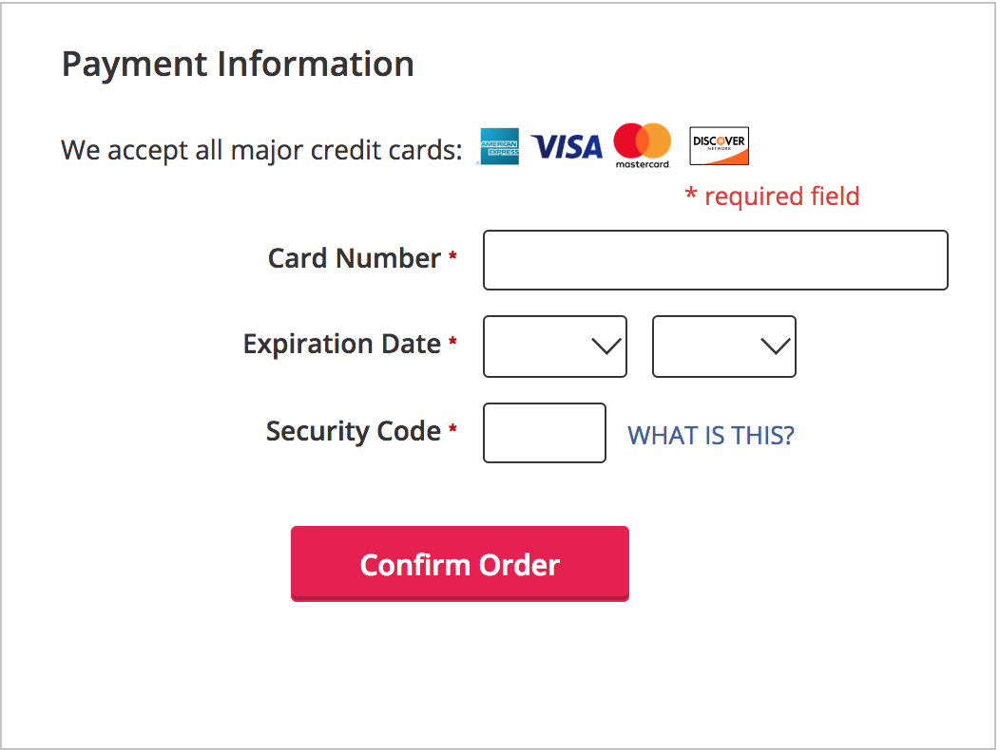 Payment Information
We accept all major credit cards: AMERICAN EXPRESS VISA mastercard. DISCOVER NETWORK
* required field
Card Number *
Expiration Date *
Security Code * WHAT IS THIS?
Confirm Order